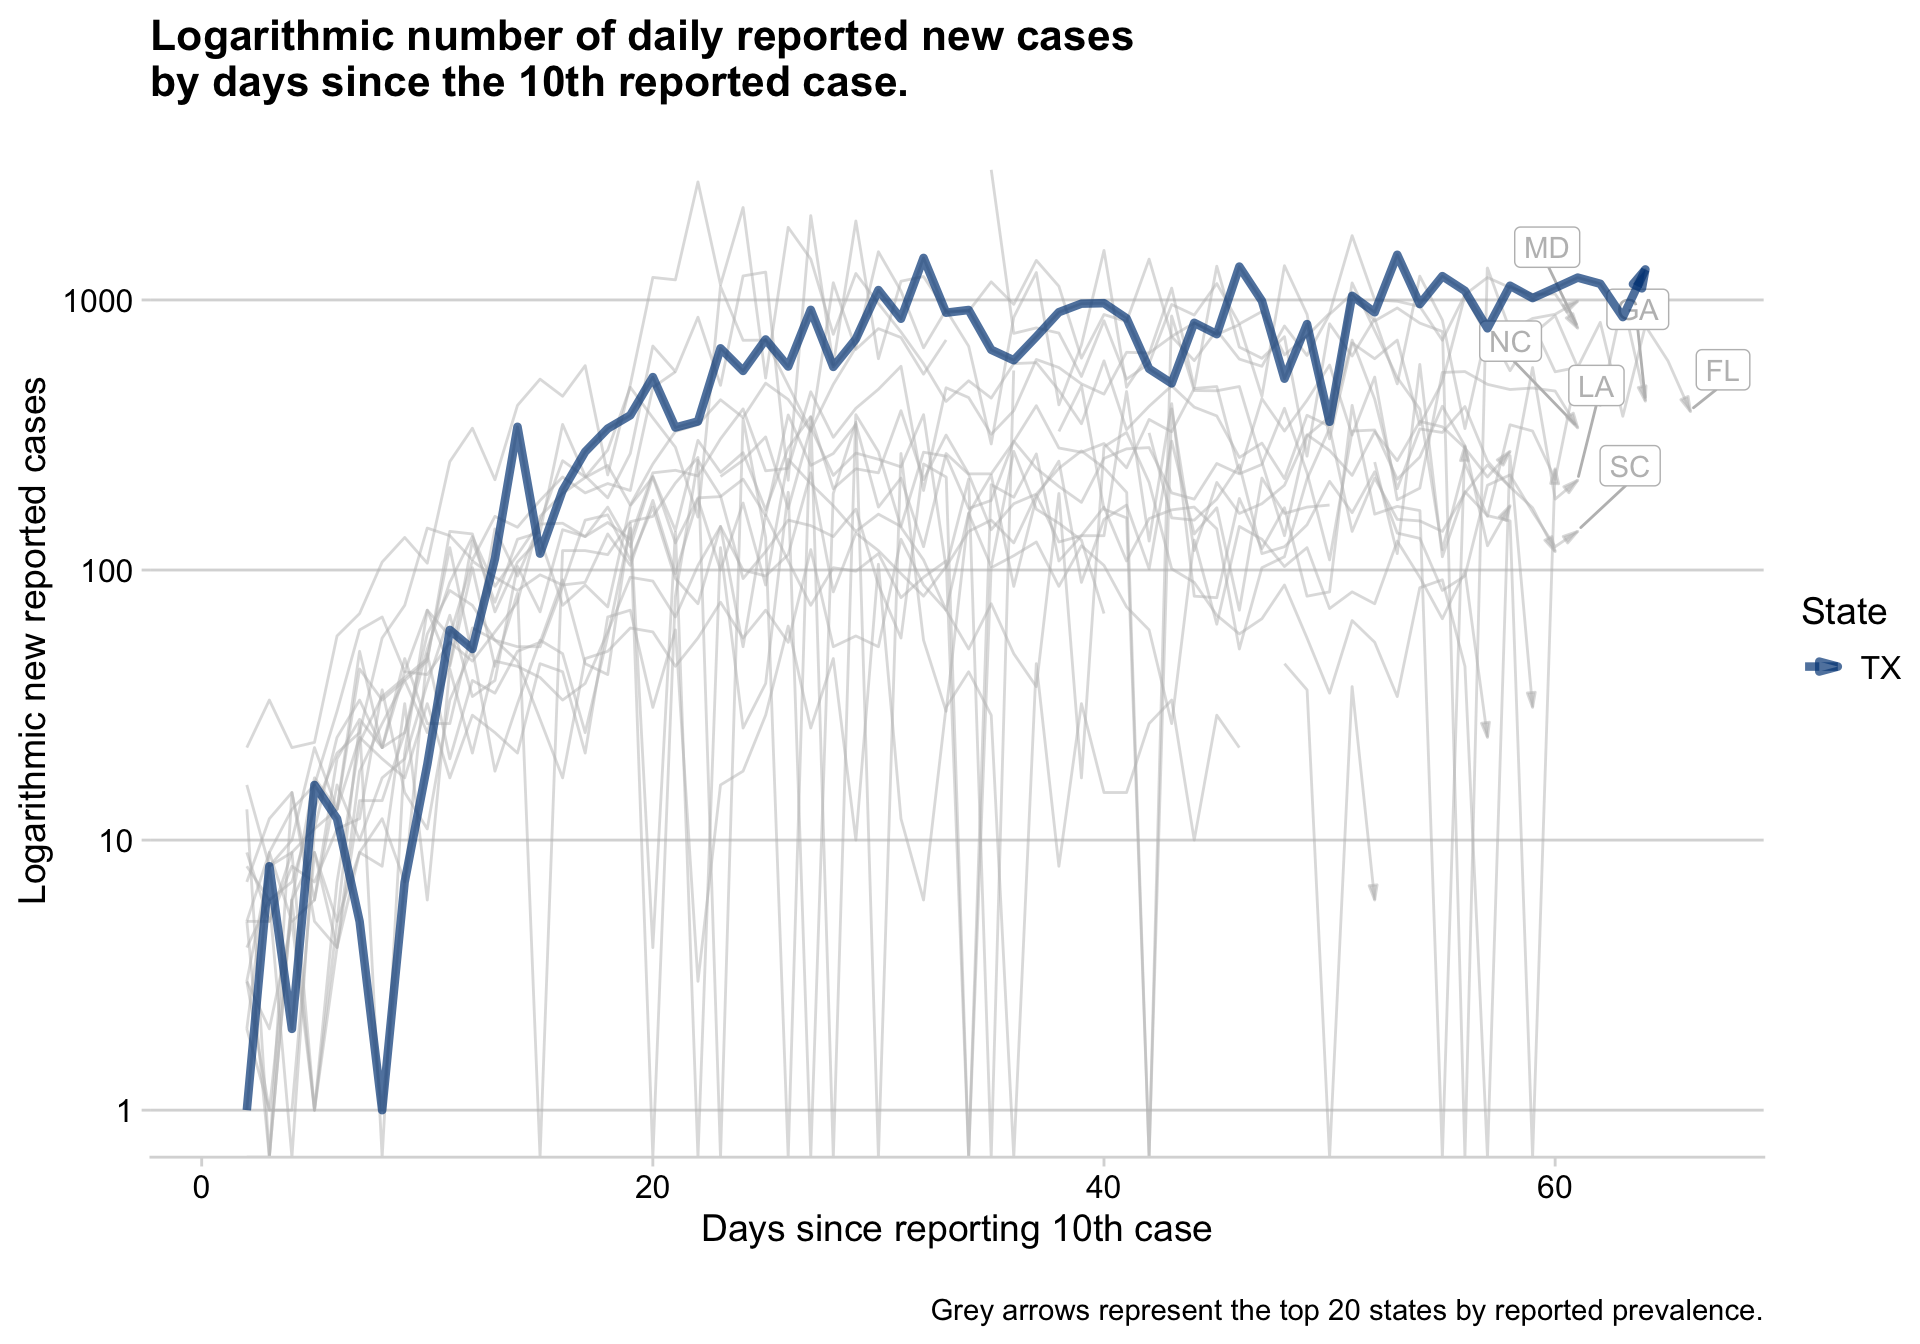 Logarithmic number of daily reported new cases
by days since the 10th reported case.
Logarithmic new reported cases
1000
100
10
1
MD
GA
NC
FL
LA
SC
State
TX
0
20
40
60
Days since reporting 10th case
Grey arrows represent the top 20 states by reported prevalence.